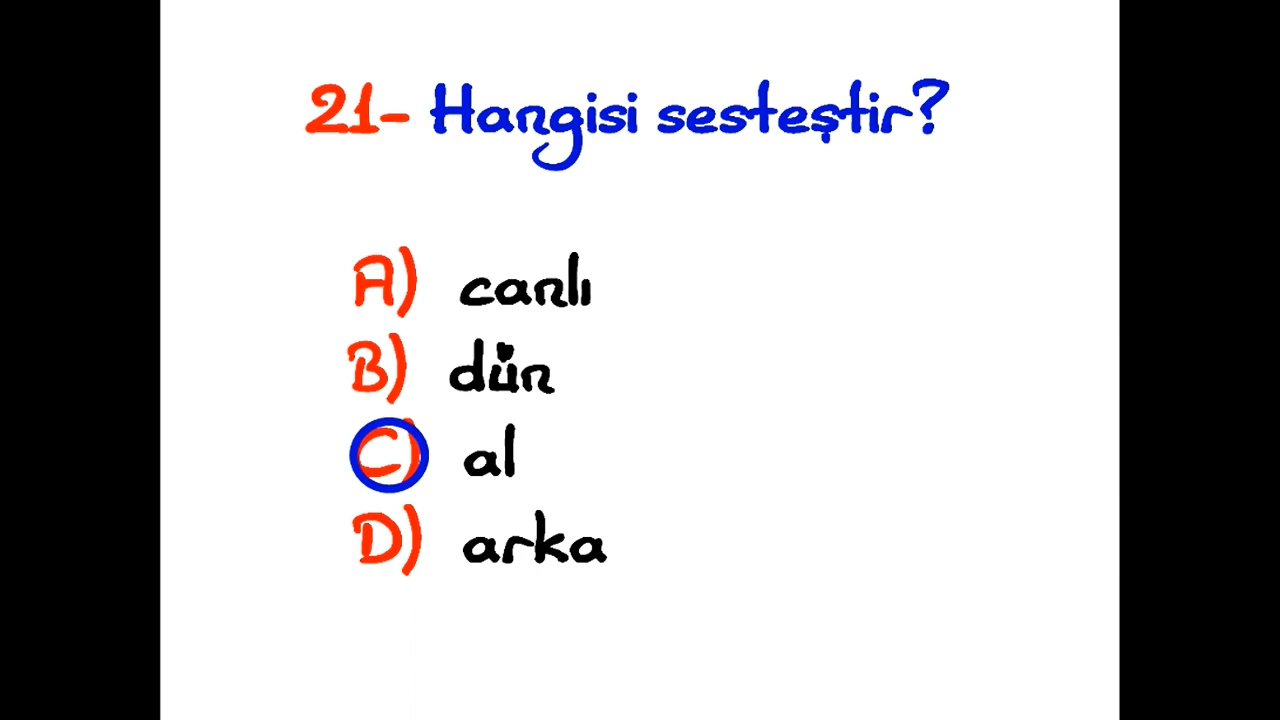 21- Hangisi sesteştir?
A) canlı
B) dün
C) al
D) arka